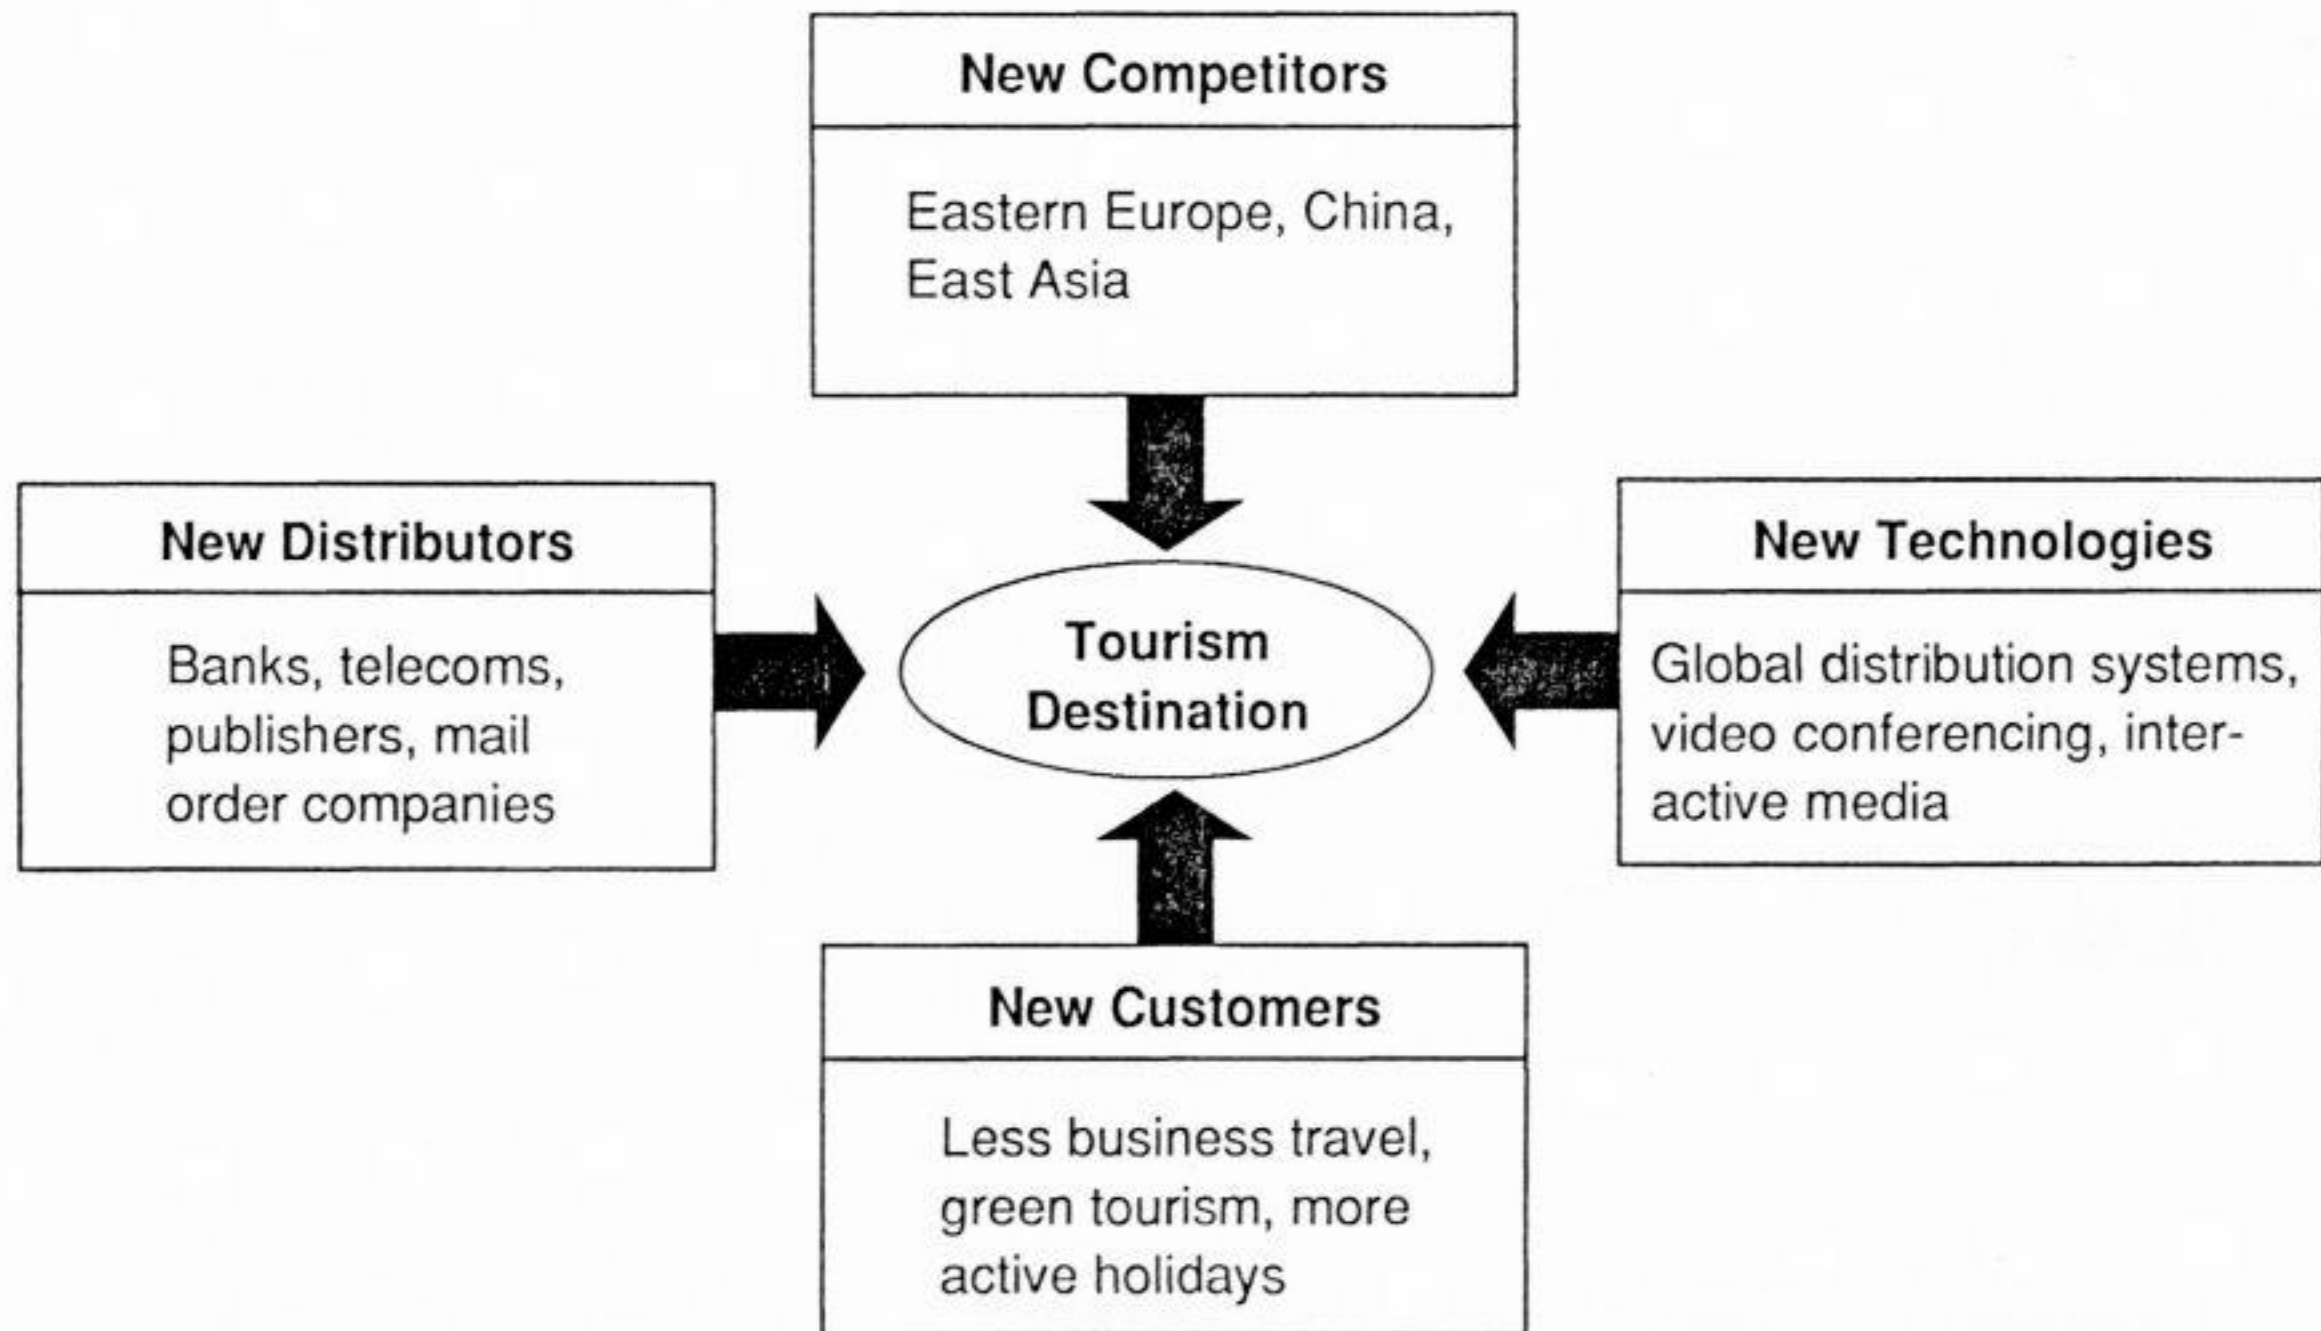 New Competitors
Eastern Europe, China,
East Asia
New Distributors
Banks, telecoms,
publishers, mail
order companies
Tourism
Destination
New Technologies
Global distribution systems,
video conferencing, inter-
active media
New Customers
Less business travel,
green tourism, more
active holidays